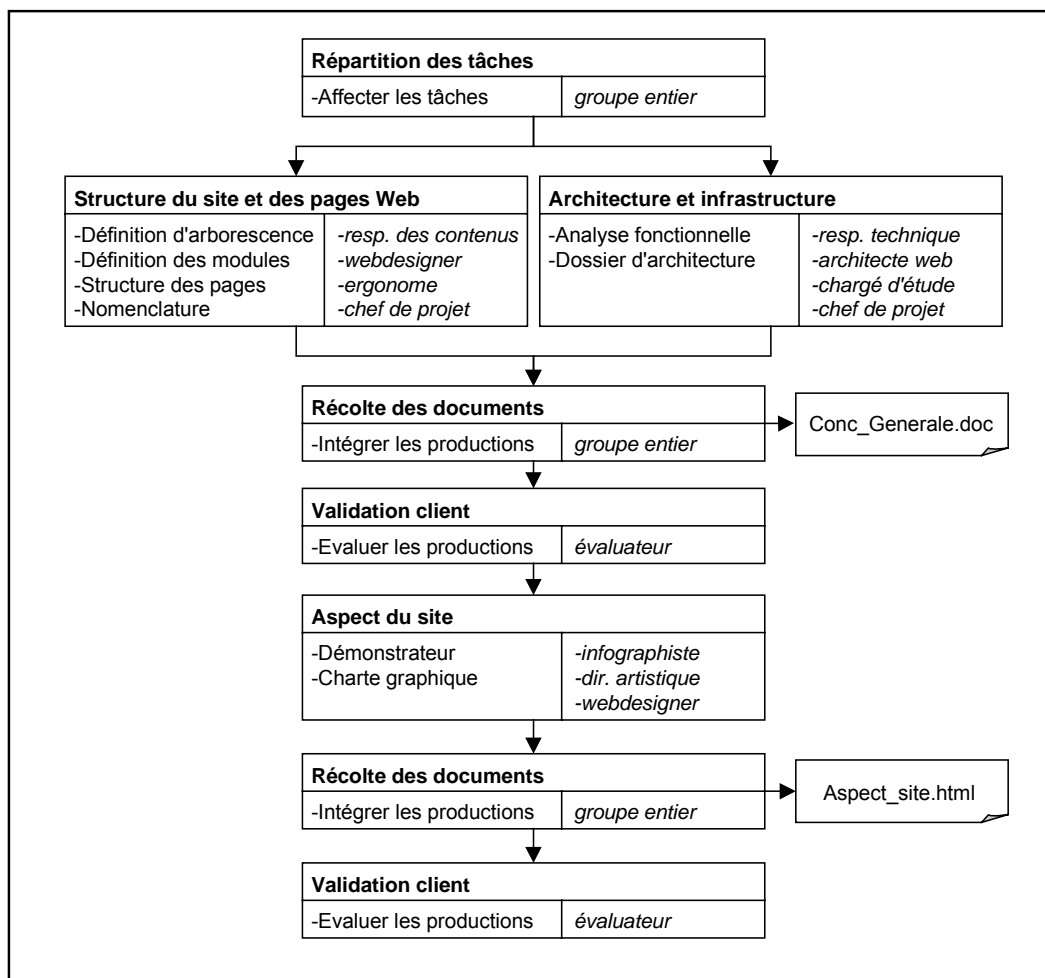 Répartition des tâches
-Affecter les tâches groupe entier
Structure du site et des pages Web
-Définition d'arborescence -resp. des contenus
-Définition des modules -webdesigner
-Structure des pages -ergonome
-Nomenclature -chef de projet
Architecture et infrastructure
-Analyse fonctionnelle -resp. technique
-Dossier d'architecture -architecte web
-chargé d'étude
-chef de projet
Récolte des documents
-Intégrer les productions groupe entier
Conc_Generale.doc
Validation client
-Evaluer les productions évaluateur
Aspect du site
-Démonstrateur -infographiste
-Charte graphique -dir. artistique
-webdesigner
Récolte des documents
-Intégrer les productions groupe entier
Aspect_site.html
Validation client
-Evaluer les productions évaluateur